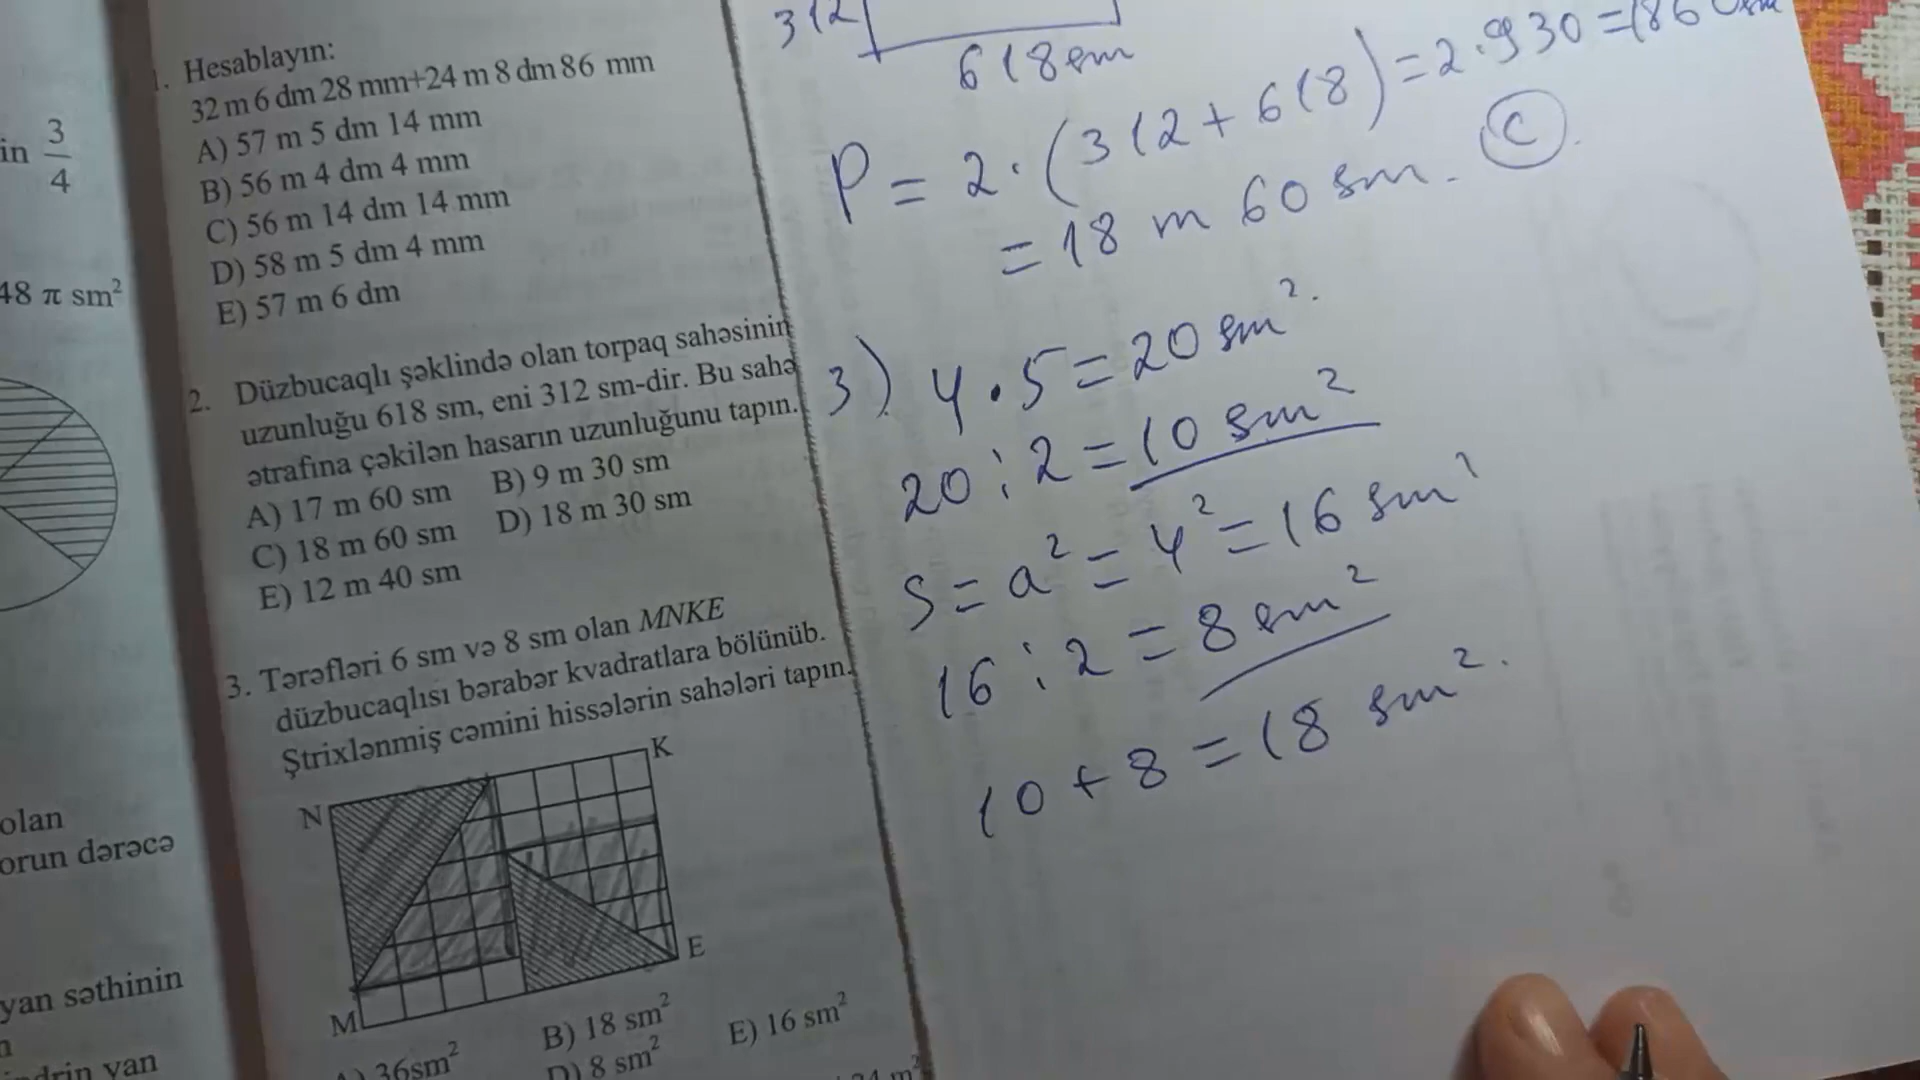 in 3/4
48 π sm²
olan
orun dərəcə
yan səthinin
ndrin yan
1. Hesablayın:
32 m 6 dm 28 mm+24 m 8 dm 86 mm
A) 57 m 5 dm 14 mm
B) 56 m 4 dm 4 mm
C) 56 m 14 dm 14 mm
D) 58 m 5 dm 4 mm
E) 57 m 6 dm
2. Düzbucaqlı şəklində olan torpaq sahəsinin
uzunluğu 618 sm, eni 312 sm-dir. Bu sahə
ətrafına çəkilən hasarın uzunluğunu tapın.
A) 17 m 60 sm B) 9 m 30 sm
C) 18 m 60 sm D) 18 m 30 sm
E) 12 m 40 sm
3. Tərəfləri 6 sm və 8 sm olan MNKE
düzbucaqlısı bərabər kvadratlara bölünüb.
Ştrixlənmiş cəmini hissələrin sahələri tapın.
N K
M E
A) 36sm² B) 18 sm² E) 16 sm²
D) 8 sm²
24 m²
312
618 sm
P = 2·(312+618) = 2·930 = 1860 sm
= 18 m 60 sm. C
3) 4·5=20 sm².
20:2=10 sm²
S=a²=4²=16 sm²
16:2=8 sm²
10+8=18 sm².